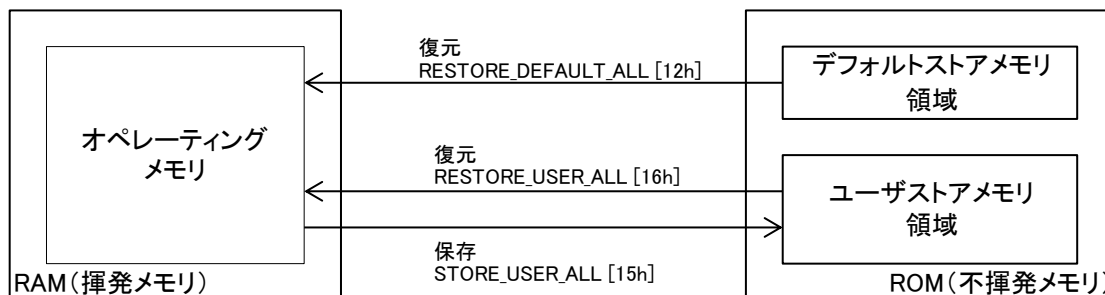 復元
RESTORE_DEFAULT_ALL [12h]
デフォルトストアメモリ
領域
オペレーティング
メモリ
復元
RESTORE_USER_ALL [16h]
ユーザストアメモリ
領域
保存
STORE_USER_ALL [15h]
RAM(揮発メモリ)
ROM(不揮発メモリ)